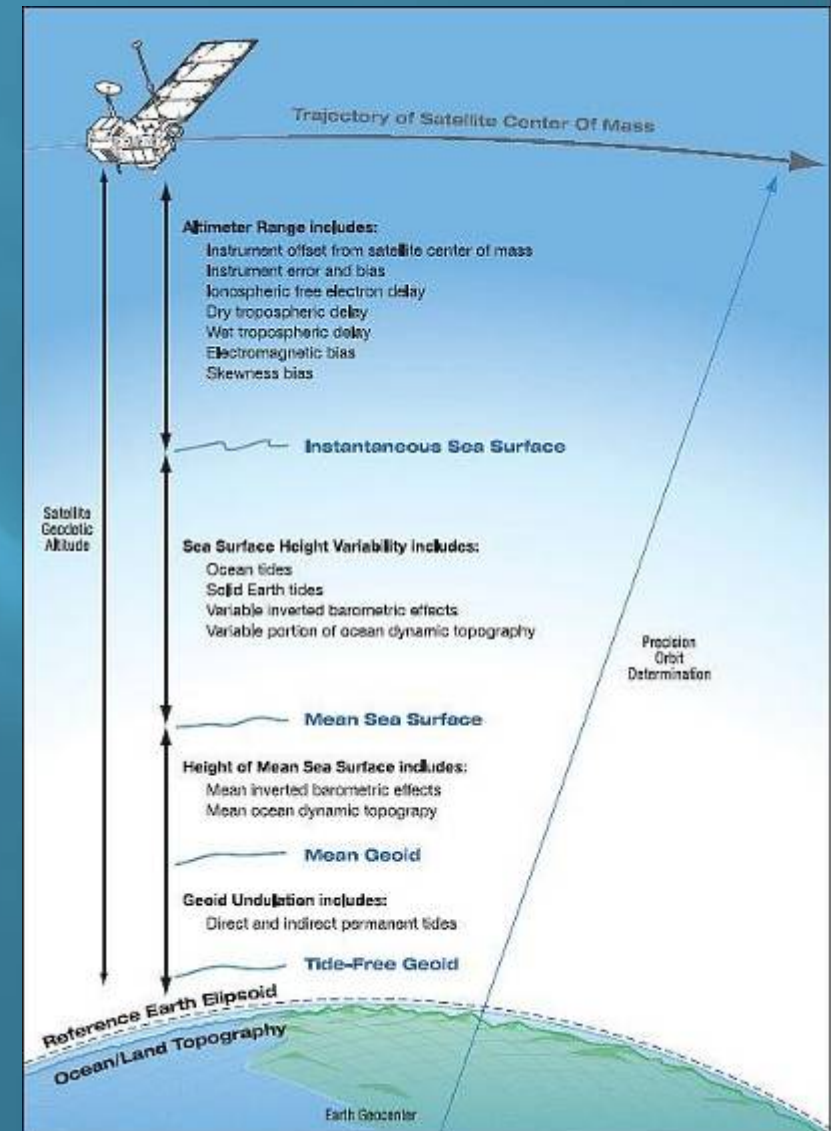 Trajectory of Satellite Center Of Mass
Altimeter Range includes:
Instrument offset from satellite center of mass
Instrument error and bias
Ionospheric free electron delay
Dry tropospheric delay
Wet tropospheric delay
Electromagnetic bias
Skewness bias
Instantaneous Sea Surface
Satellite
Geodetic
Altitude
Sea Surface Height Variability includes:
Ocean tides
Solid Earth tides
Variable inverted barometric effects
Variable portion of ocean dynamic topography
Precision
Orbit
Determination
Mean Sea Surface
Height of Mean Sea Surface includes:
Mean inverted barometric effects
Mean ocean dynamic topograpy
Mean Geoid
Geoid Undulation includes:
Direct and indirect permanent tides
Tide-Free Geoid
Reference Earth Elipsoid
Ocean/Land Topography
Earth Geocenter